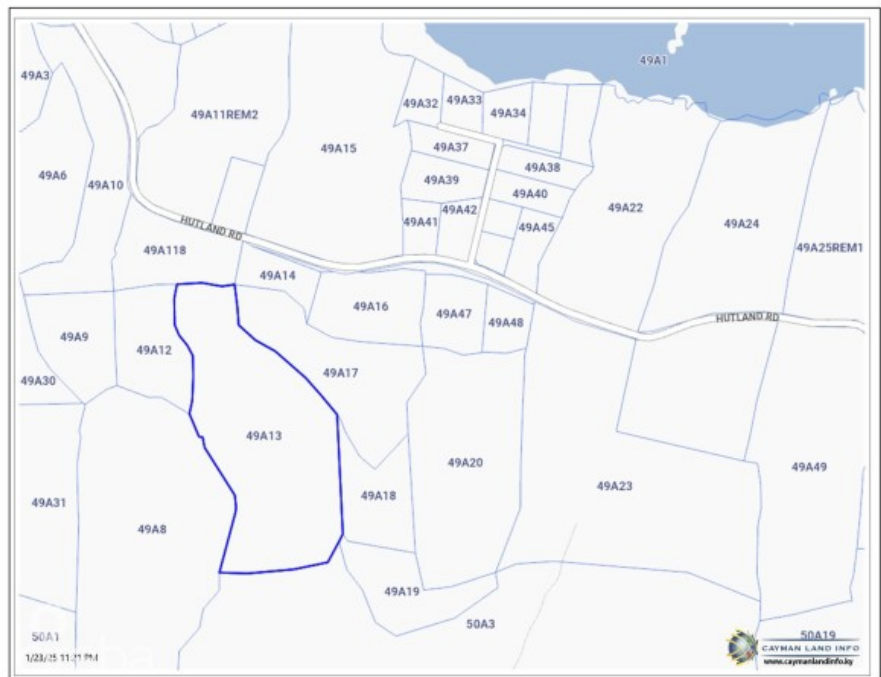 49A1
49A3
49A32
49A33
49A34
49A11REM2
49A15
49A37
49A38
49A6
49A10
49A39
49A40
49A42
49A41
49A45
49A22
49A24
HUTLAND RD
49A118
49A25REM1
49A14
49A16
49A47
49A48
HUTLAND RD
49A9
49A12
49A17
49A30
49A13
49A20
49A49
49A18
49A23
49A31
49A8
49A19
50A3
50A1
50A19
1/23/25 11:21 PM
CAYMAN LAND INFO
www.caymanlandinfo.ky